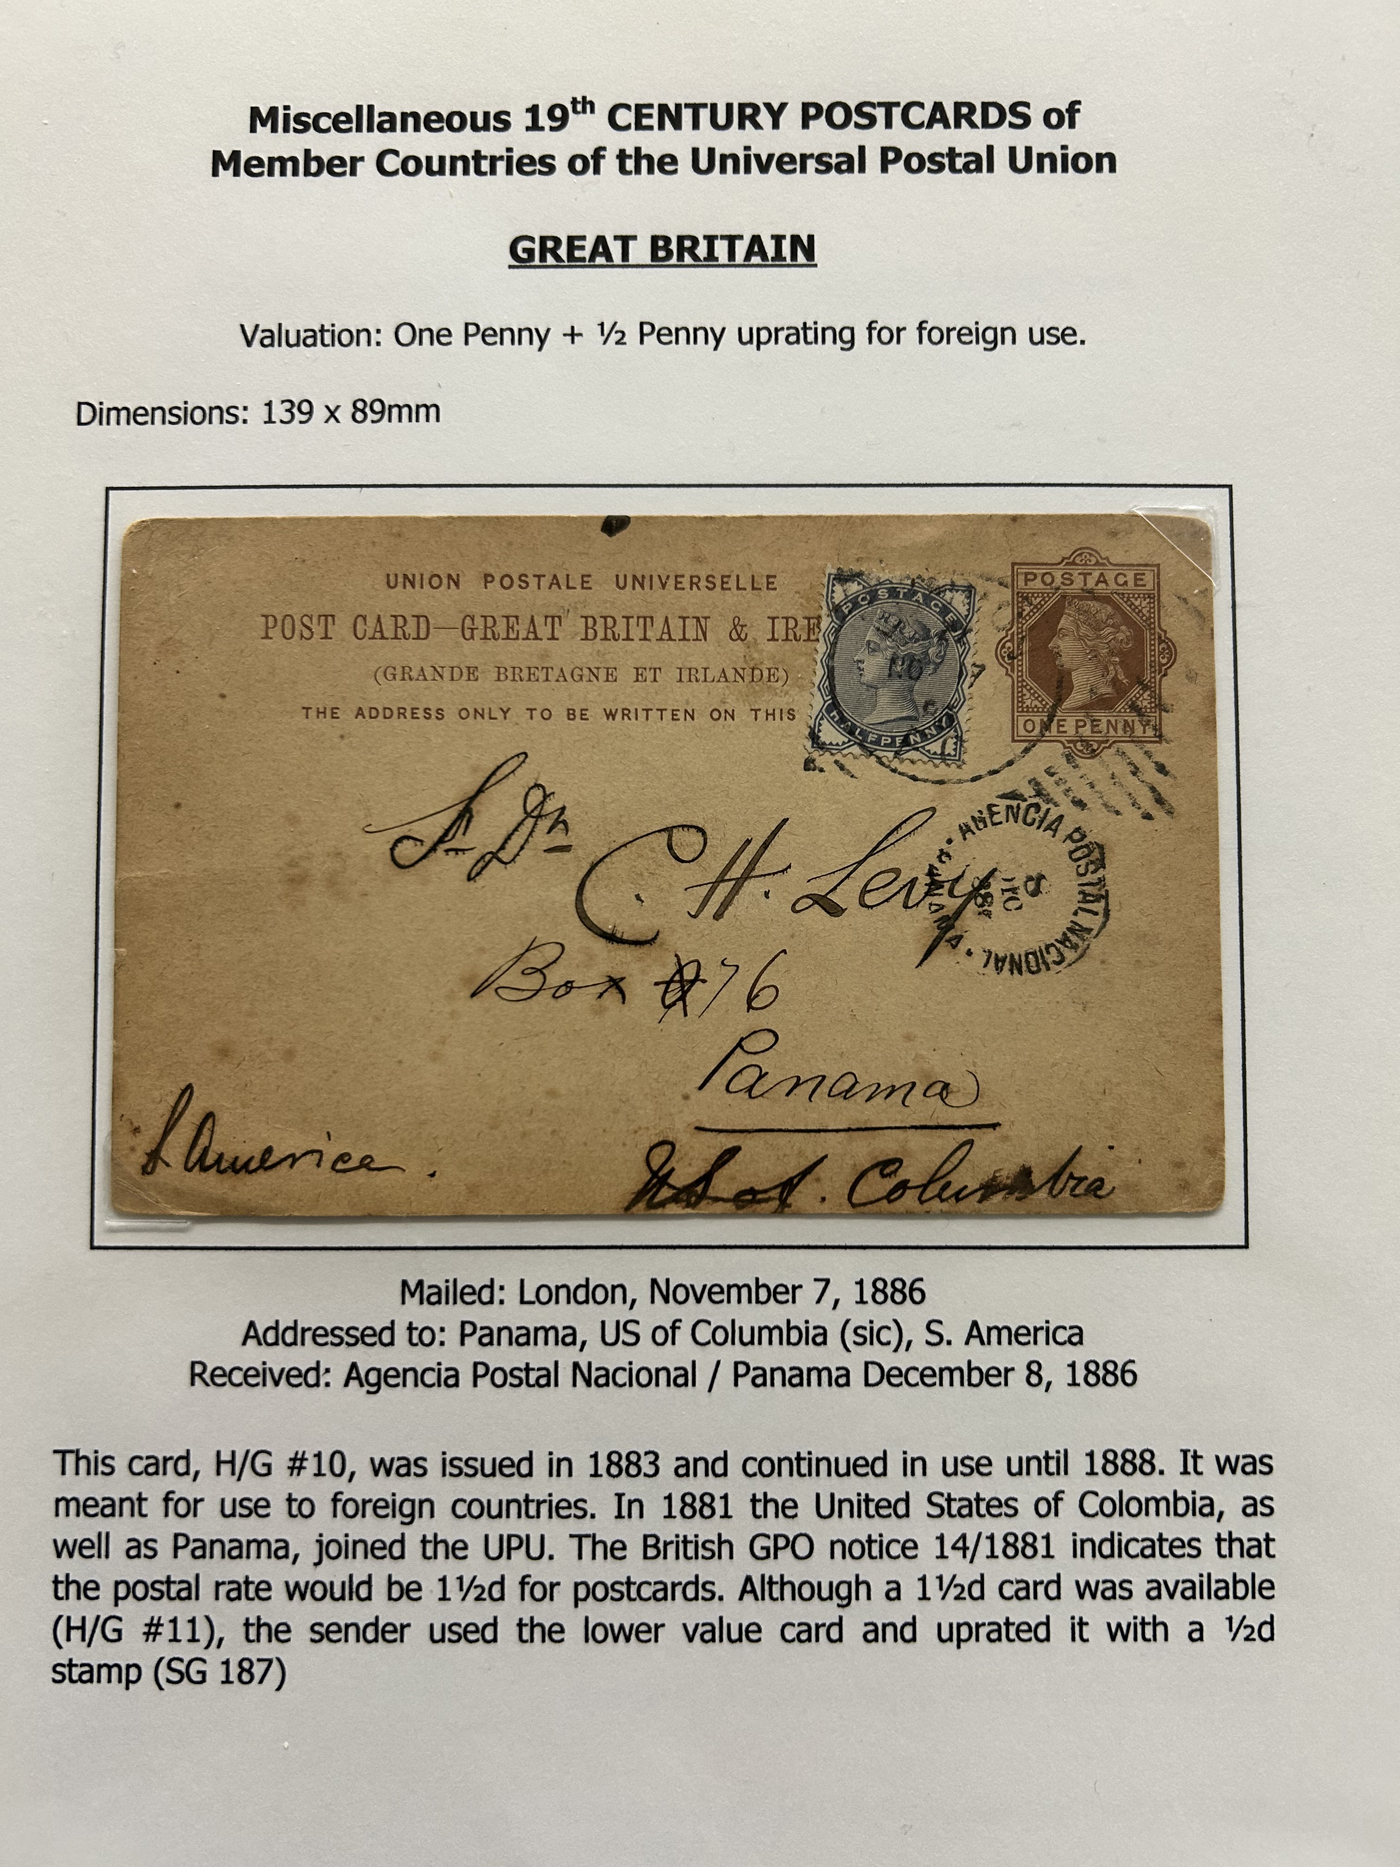 Miscellaneous 19th CENTURY POSTCARDS of
Member Countries of the Universal Postal Union
GREAT BRITAIN
Valuation: One Penny + ½ Penny uprating for foreign use.
Dimensions: 139 x 89mm
UNION POSTALE UNIVERSELLE
POST CARD—GREAT BRITAIN & IRE
(GRANDE BRETAGNE ET IRLANDE)
THE ADDRESS ONLY TO BE WRITTEN ON THIS
POSTAGE
HALFPENNY
NO 7
POSTAGE
ONE PENNY
AGENCIA POSTAL NACIONAL
PANAMA
8
Sr Dn
C. H. Levy
Box 76
Panama
S America.
US of. Columbia
Mailed: London, November 7, 1886
Addressed to: Panama, US of Columbia (sic), S. America
Received: Agencia Postal Nacional / Panama December 8, 1886
This card, H/G #10, was issued in 1883 and continued in use until 1888. It was
meant for use to foreign countries. In 1881 the United States of Colombia, as
well as Panama, joined the UPU. The British GPO notice 14/1881 indicates that
the postal rate would be 1½d for postcards. Although a 1½d card was available
(H/G #11), the sender used the lower value card and uprated it with a ½d
stamp (SG 187)